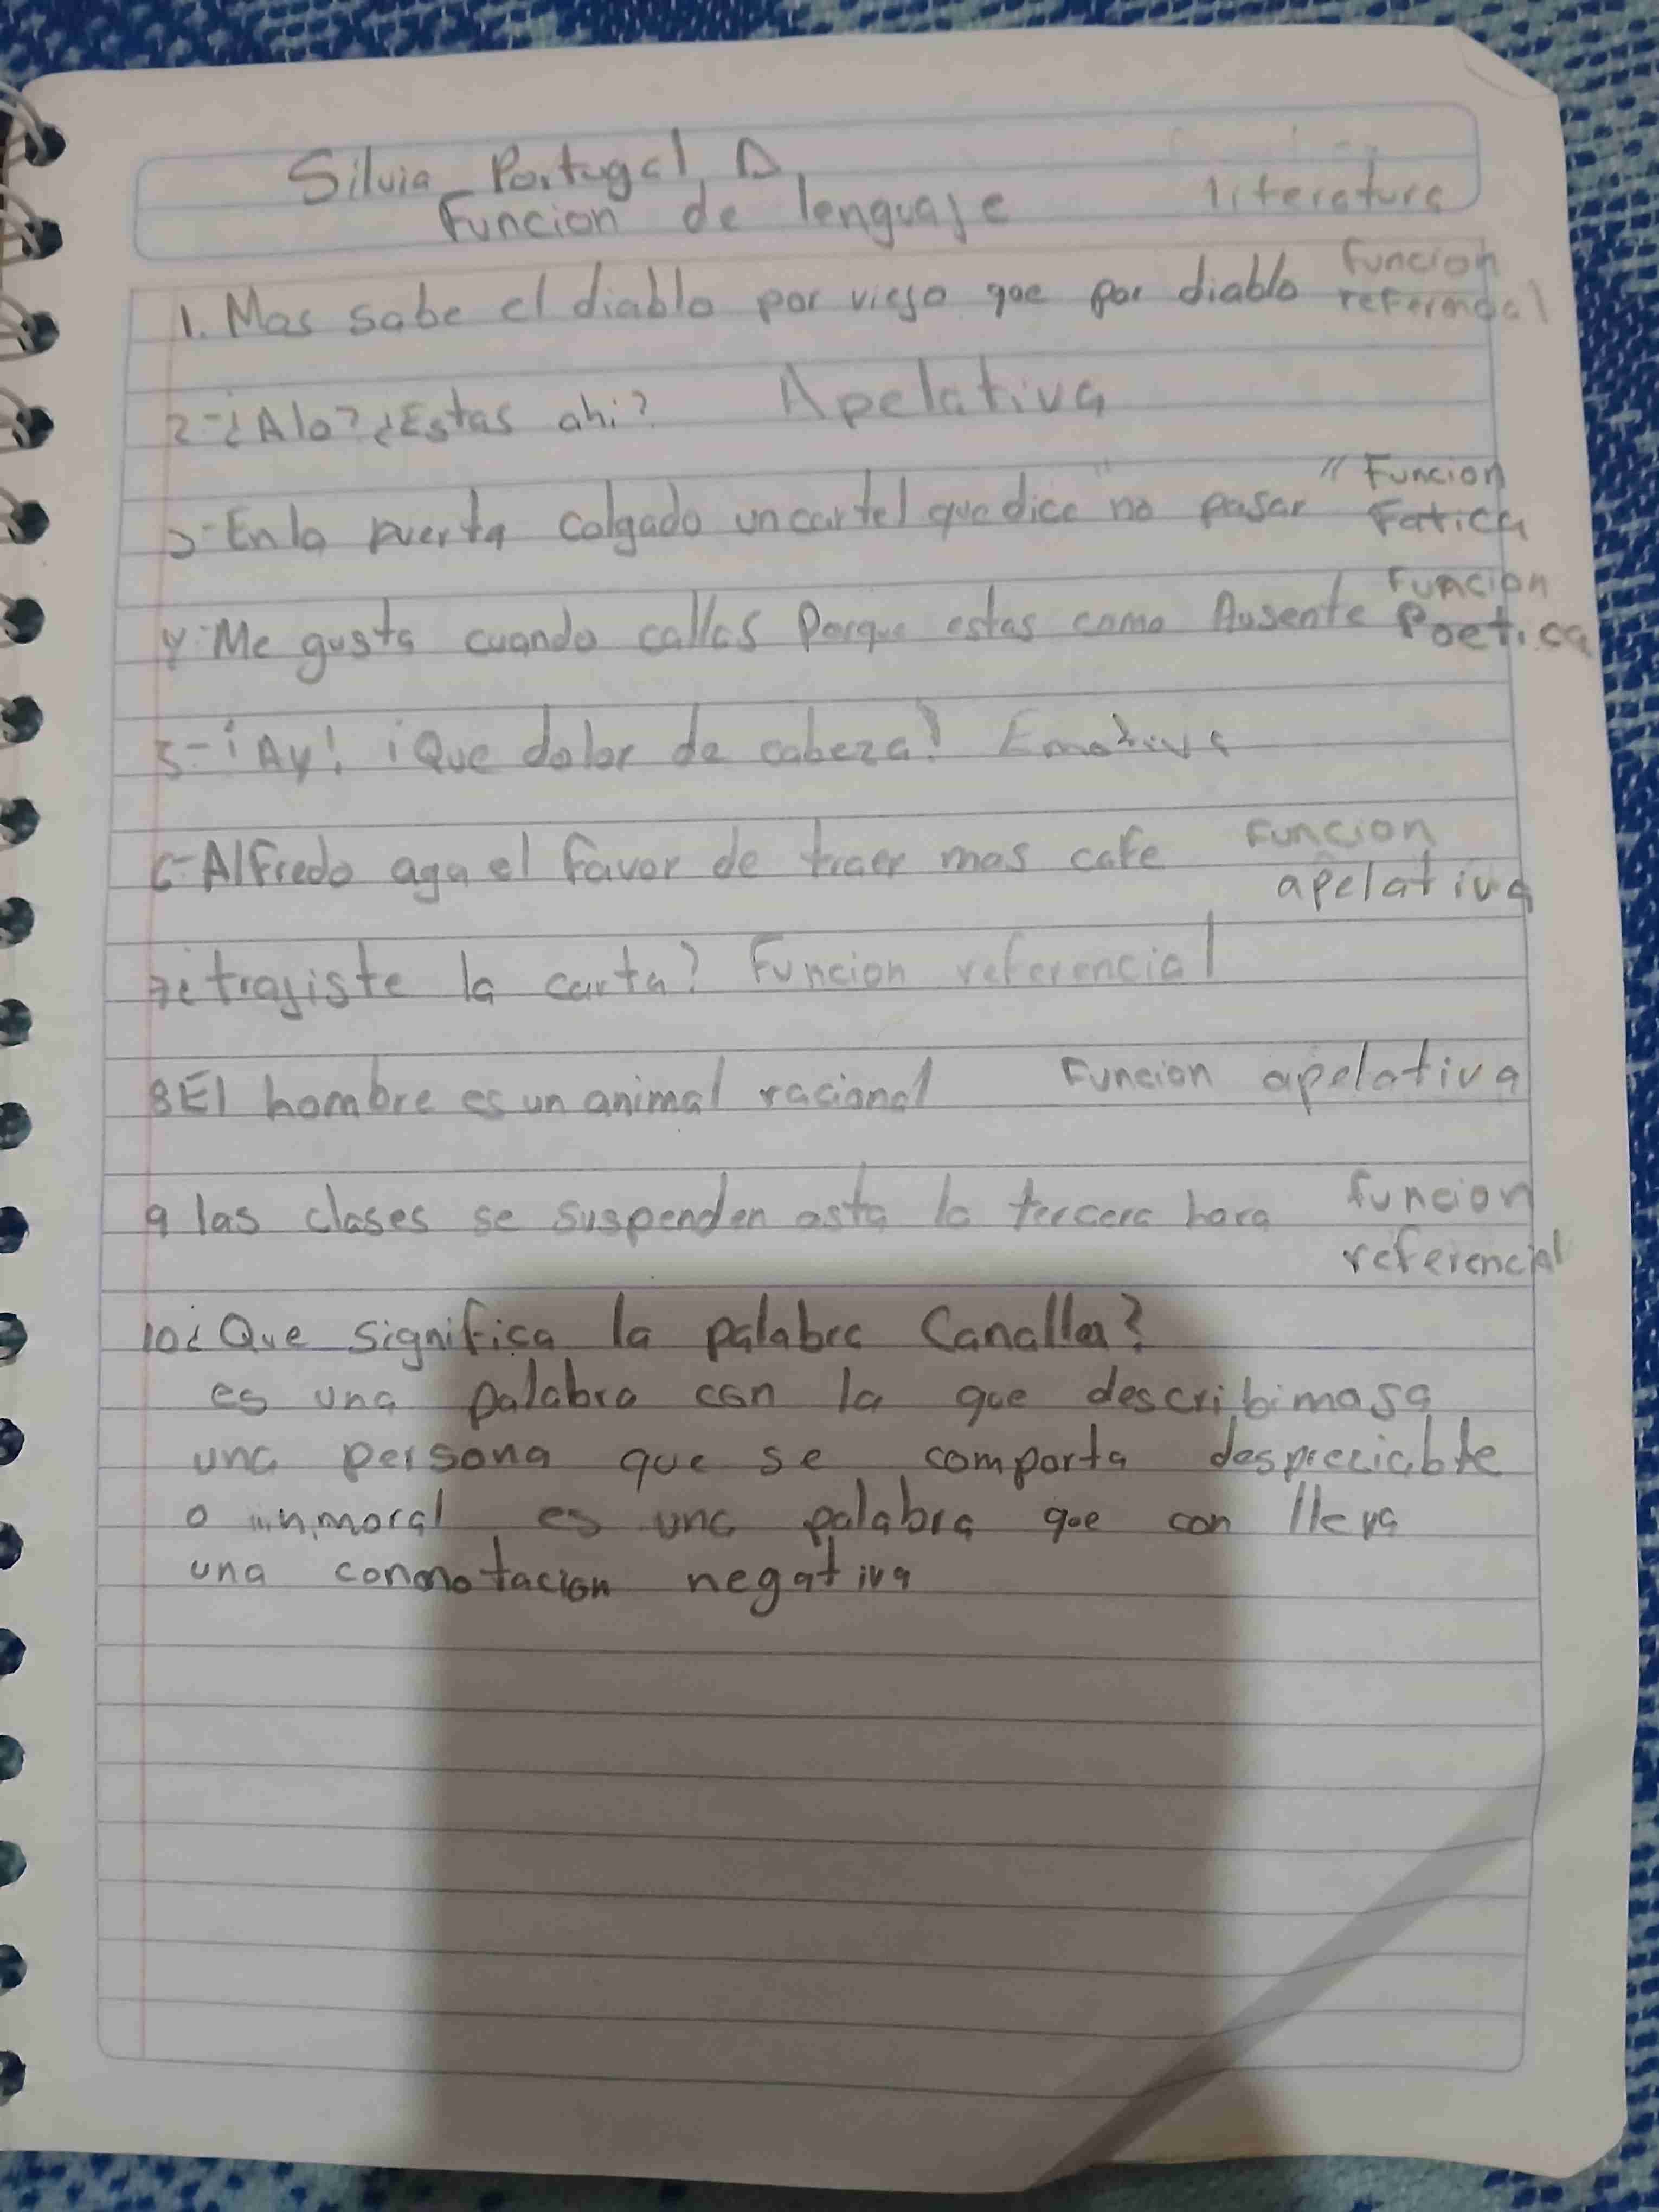 Silvia Portugal D.
Funcion de lenguaje literatura
1. Mas sabe el diablo por viejo que por diablo Funcion
referencial
2-¿Alo? ¿Estas ahi? Apelativa
3-En la puerta colgado un cartel que dice "no pasar" Funcion
Fatica
4-Me gusta cuando callas Porque estas como Ausente Funcion
Poetica
5-¡Ay! ¡Que dolor de cabeza! Emotiva
6-Alfredo aga el favor de traer mas cafe Funcion
apelativa
7¿trajiste la carta? Funcion referencial
8El hombre es un animal racional Funcion apelativa
9 las clases se suspenden asta la tercera hora funcion
referencial
10¿Que significa la palabra Canalla?
es una palabra con la que describimos a
una persona que se comporta despreciable
o inmoral es una palabra que con lleva
una connotacion negativa